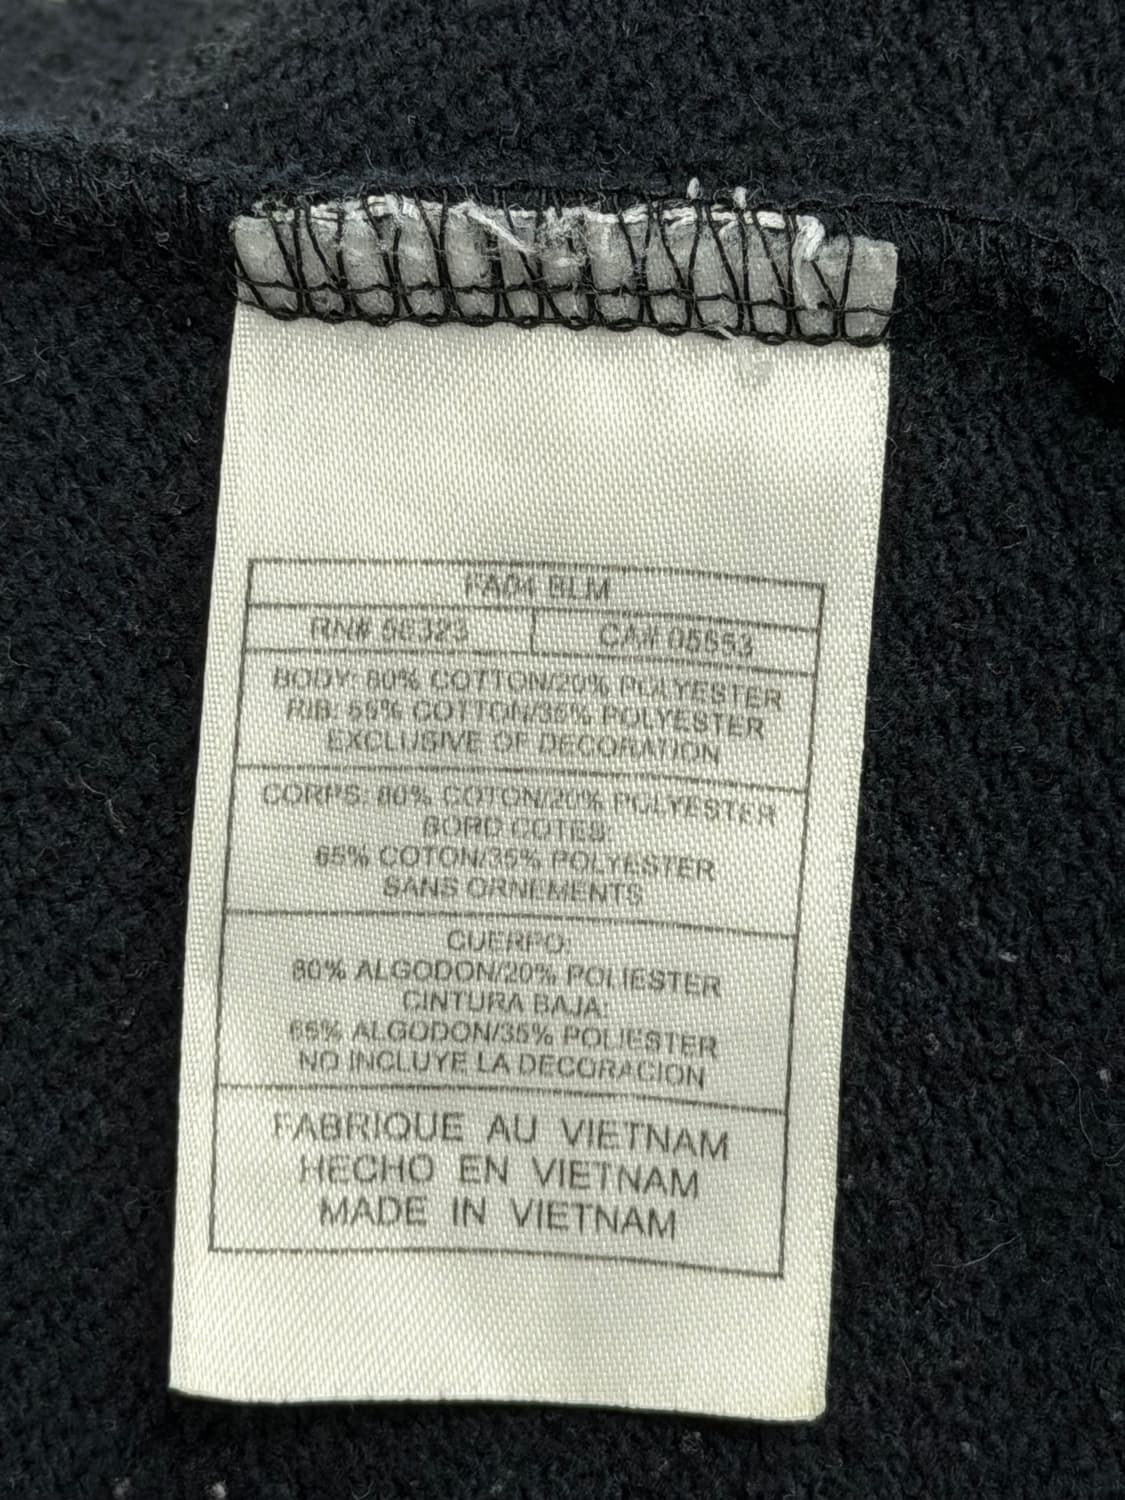 FA04 BLM
RN# 56323 CA# 05553
BODY: 80% COTTON/20% POLYESTER
RIB: 65% COTTON/35% POLYESTER
EXCLUSIVE OF DECORATION
CORPS: 80% COTON/20% POLYESTER
BORD COTES:
65% COTON/35% POLYESTER
SANS ORNEMENTS
CUERPO:
80% ALGODON/20% POLIESTER
CINTURA BAJA:
65% ALGODON/35% POLIESTER
NO INCLUYE LA DECORACION
FABRIQUE AU VIETNAM
HECHO EN VIETNAM
MADE IN VIETNAM